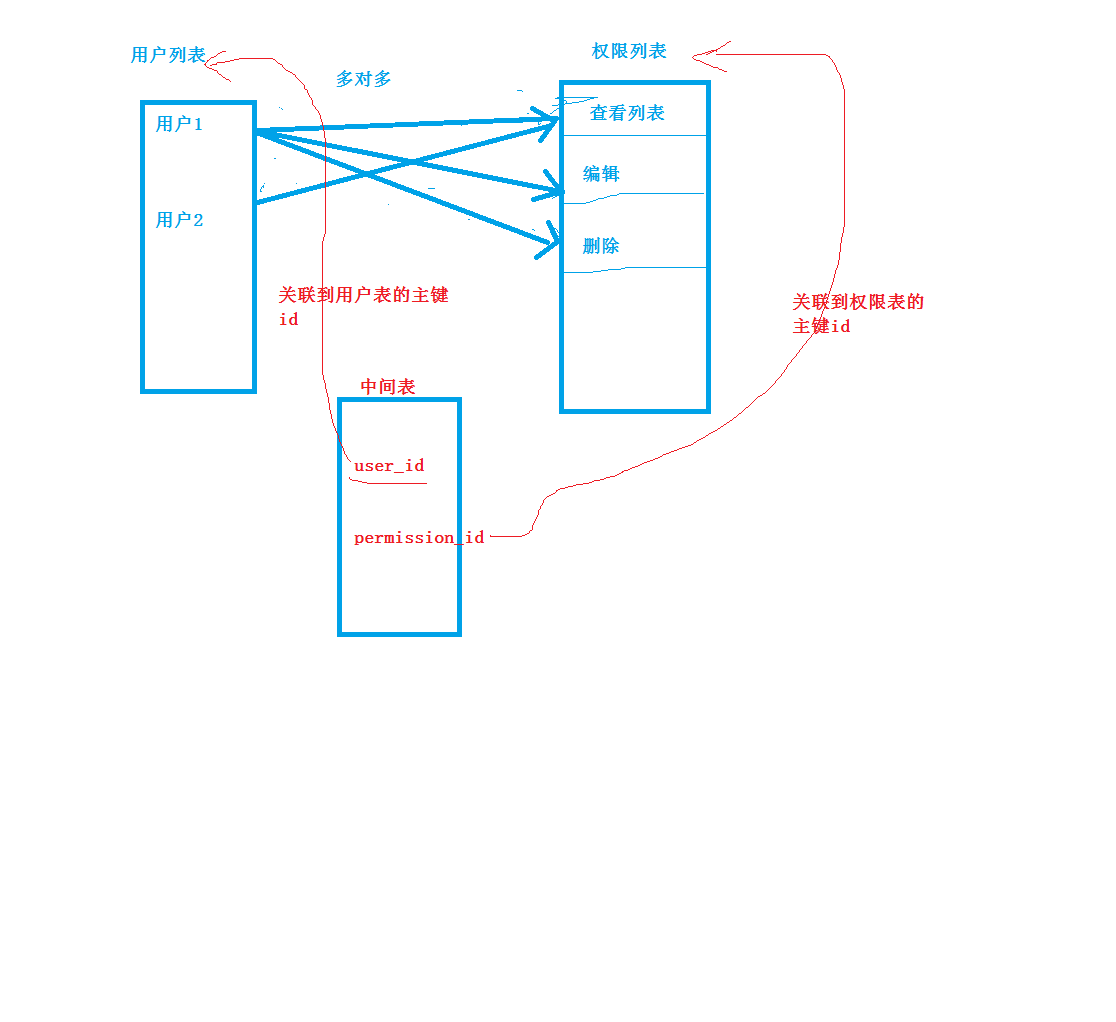 用户列表
权限列表
多对多
用户1
查看列表
编辑
用户2
删除
关联到用户表的主键
id
关联到权限表的
主键id
中间表
user_id
permission_id